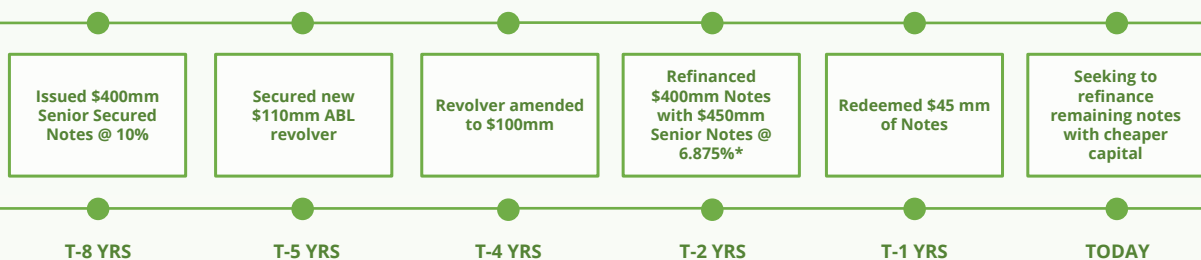 Issued $400mm
Senior Secured
Notes @ 10%
Secured new
$110mm ABL
revolver
Revolver amended
to $100mm
Refinanced
$400mm Notes
with $450mm
Senior Notes @
6.875%*
Redeemed $45 mm
of Notes
Seeking to
refinance
remaining notes
with cheaper
capital
T-8 YRS
T-5 YRS
T-4 YRS
T-2 YRS
T-1 YRS
TODAY